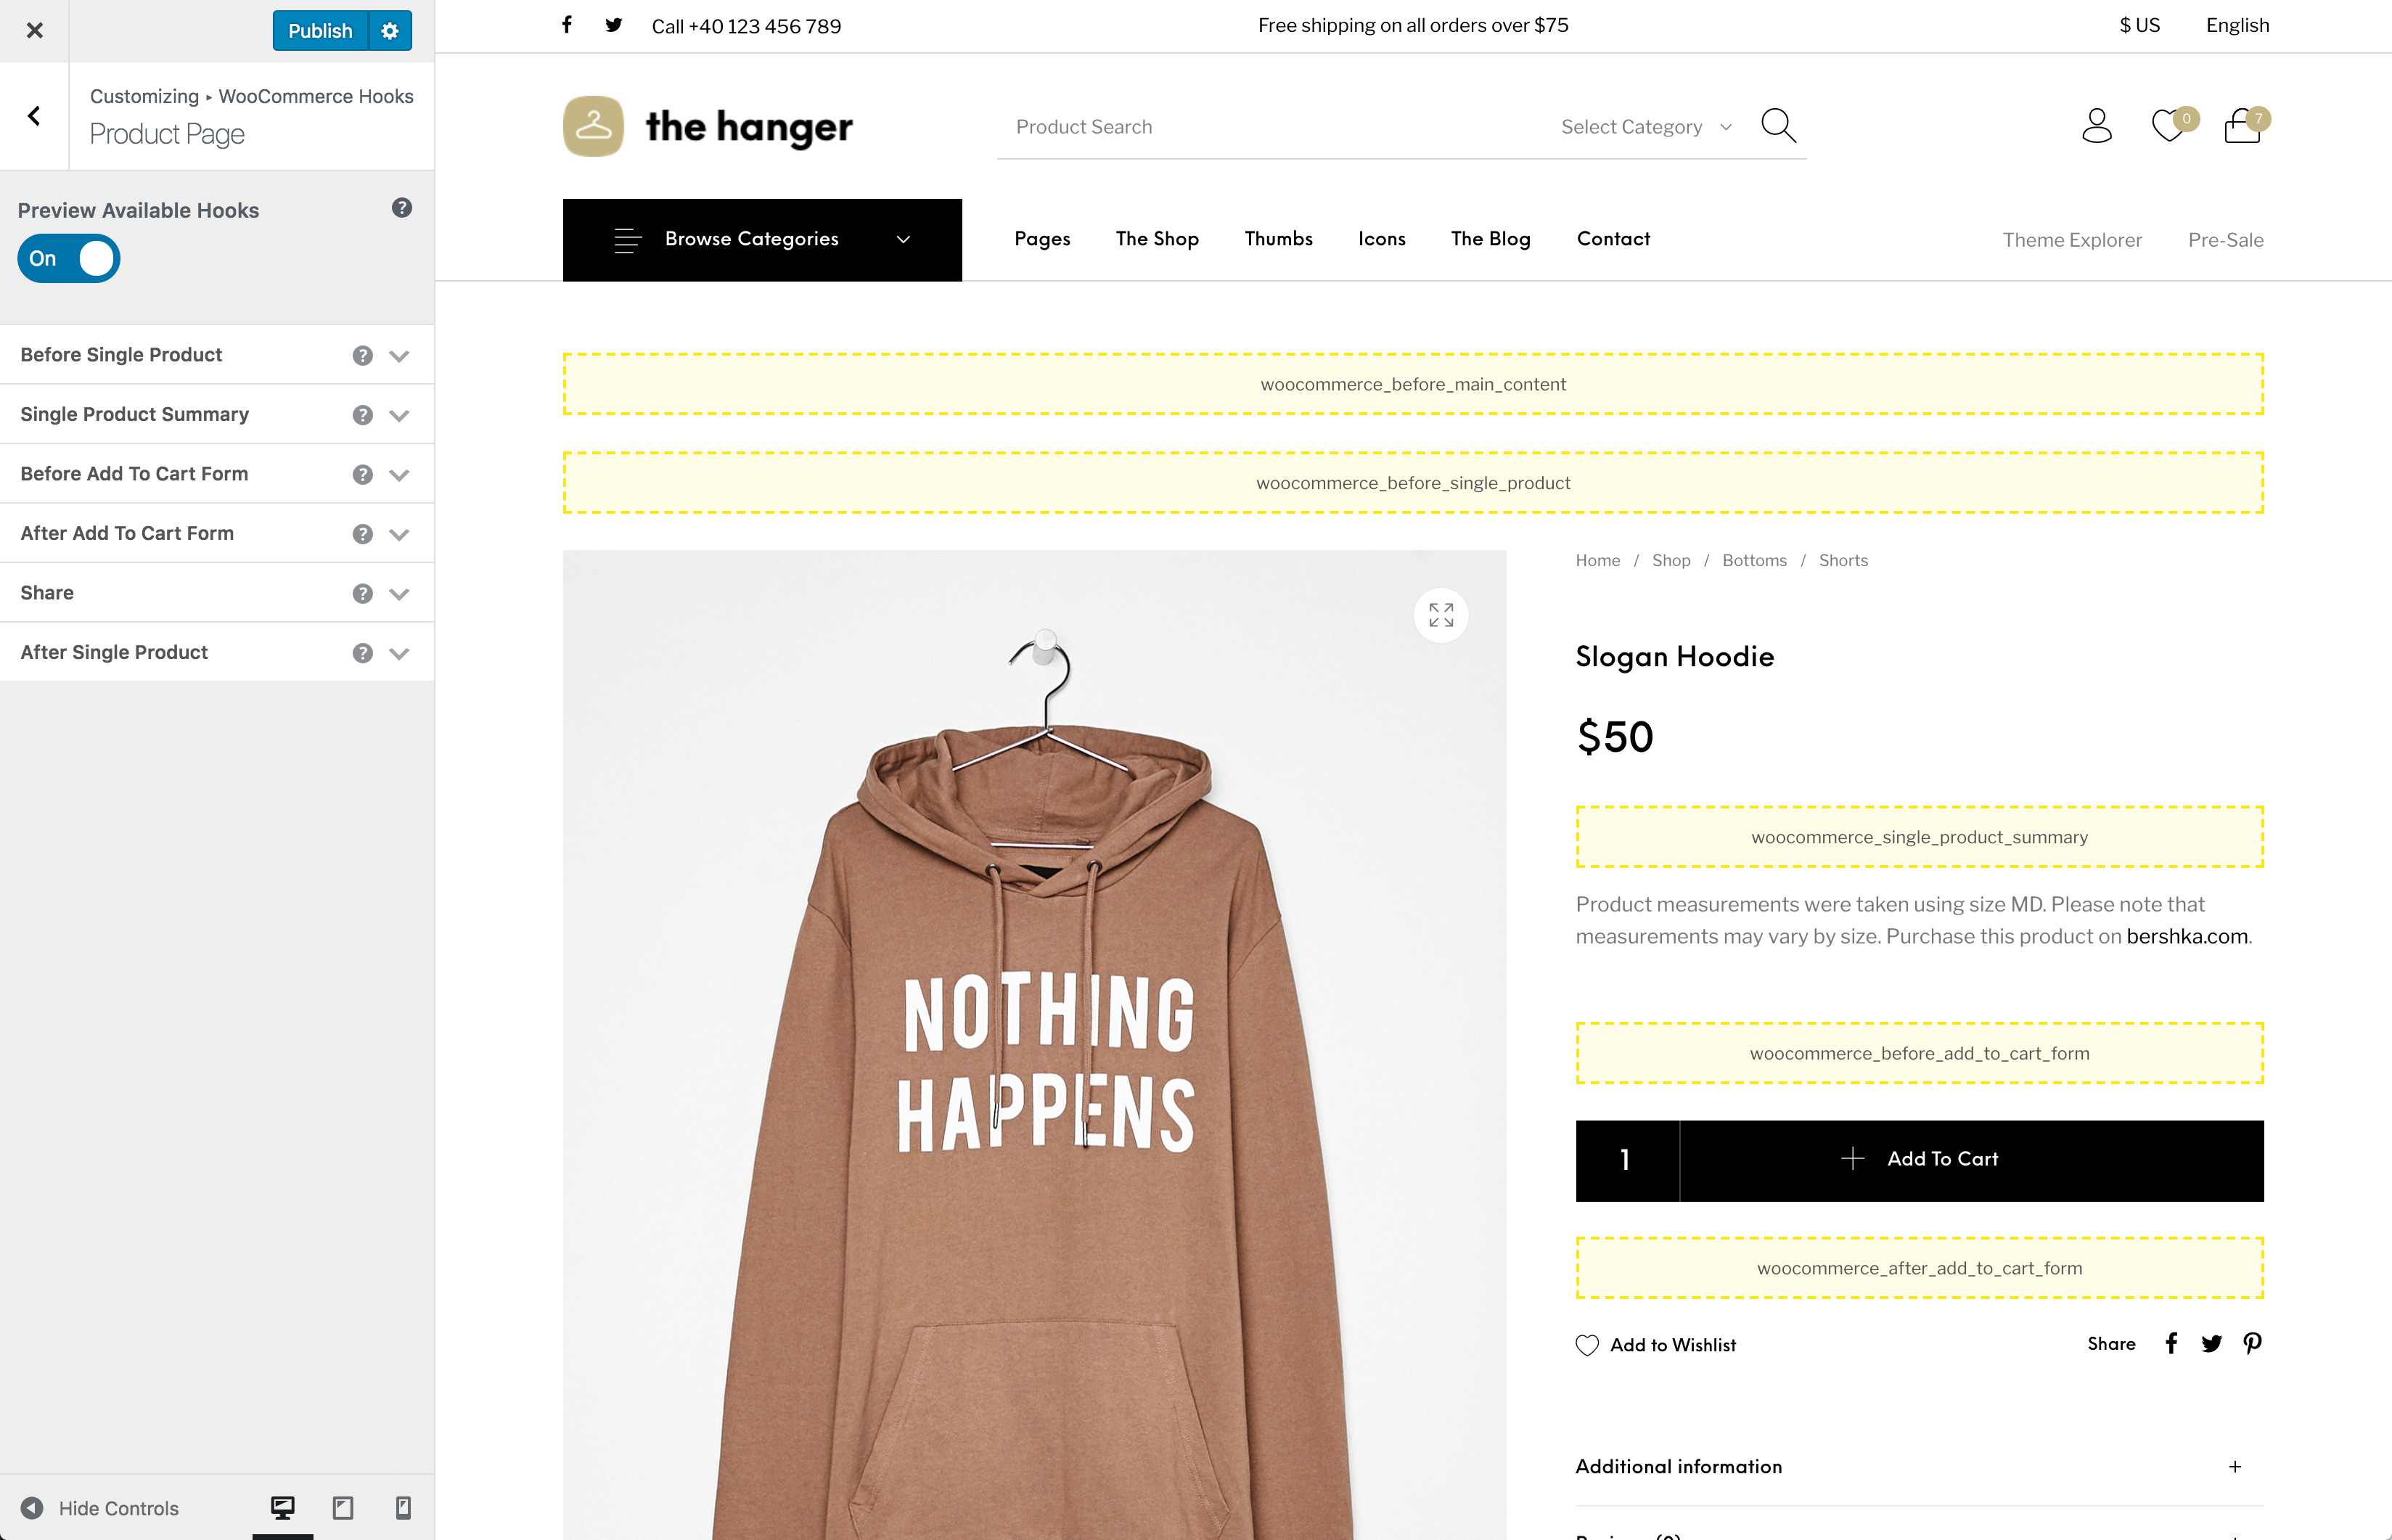 Publish
Customizing ▸ WooCommerce Hooks
Product Page
Preview Available Hooks
On
Before Single Product
Single Product Summary
Before Add To Cart Form
After Add To Cart Form
Share
After Single Product
Hide Controls
Call +40 123 456 789
Free shipping on all orders over $75
$ US
English
the hanger
Product Search
Select Category
0
7
Browse Categories
Pages
The Shop
Thumbs
Icons
The Blog
Contact
Theme Explorer
Pre-Sale
woocommerce_before_main_content
woocommerce_before_single_product
NOTHING
HAPPENS
Home / Shop / Bottoms / Shorts
Slogan Hoodie
$50
woocommerce_single_product_summary
Product measurements were taken using size MD. Please note that
measurements may vary by size. Purchase this product on bershka.com.
woocommerce_before_add_to_cart_form
1
Add To Cart
woocommerce_after_add_to_cart_form
Add to Wishlist
Share
Additional information